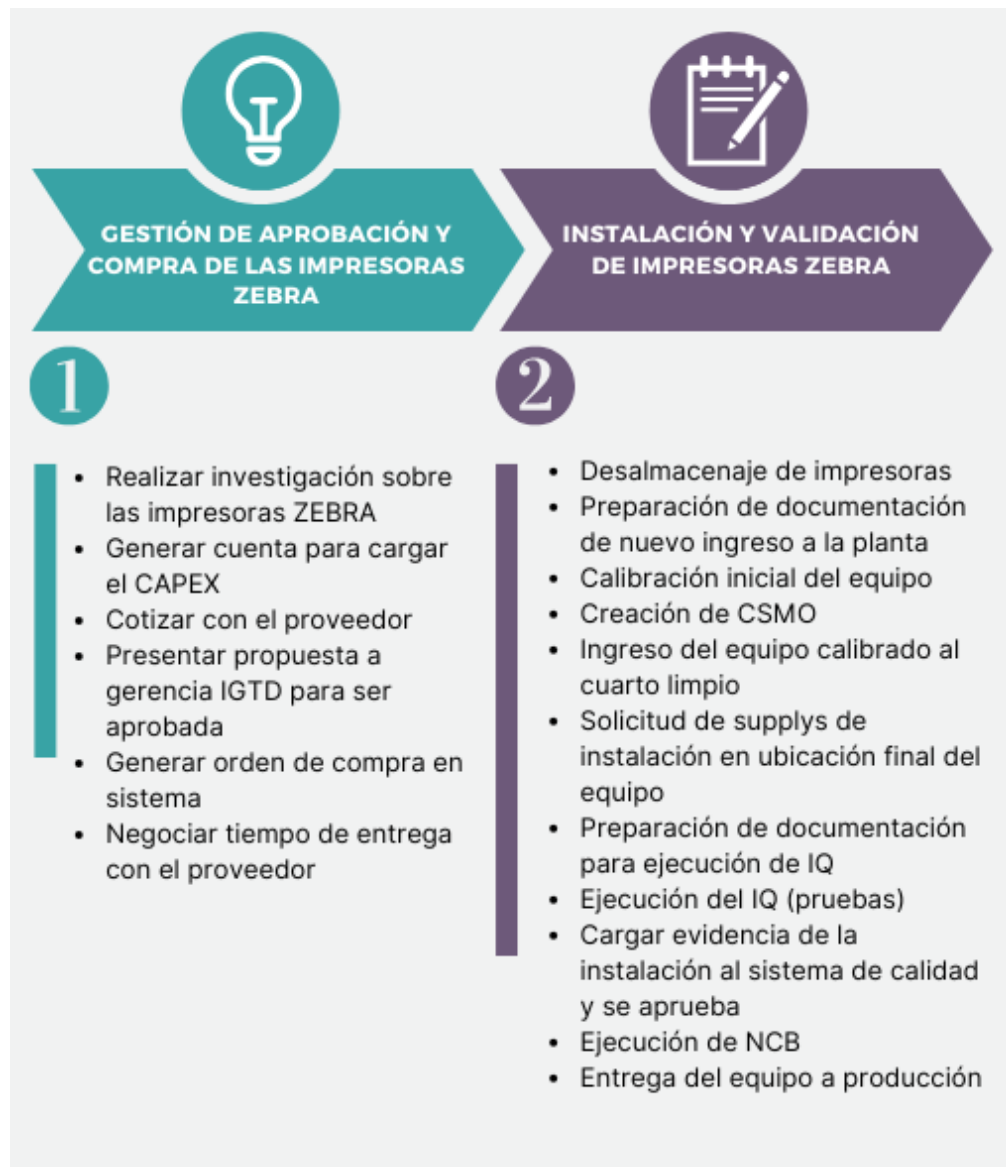 GESTIÓN DE APROBACIÓN Y
COMPRA DE LAS IMPRESORAS
ZEBRA
1
• Realizar investigación sobre
las impresoras ZEBRA
• Generar cuenta para cargar
el CAPEX
• Cotizar con el proveedor
• Presentar propuesta a
gerencia IGTD para ser
aprobada
• Generar orden de compra en
sistema
• Negociar tiempo de entrega
con el proveedor
INSTALACIÓN Y VALIDACIÓN
DE IMPRESORAS ZEBRA
2
• Desalmacenaje de impresoras
• Preparación de documentación
de nuevo ingreso a la planta
• Calibración inicial del equipo
• Creación de CSMO
• Ingreso del equipo calibrado al
cuarto limpio
• Solicitud de supplys de
instalación en ubicación final del
equipo
• Preparación de documentación
para ejecución de IQ
• Ejecución del IQ (pruebas)
• Cargar evidencia de la
instalación al sistema de calidad
y se aprueba
• Ejecución de NCB
• Entrega del equipo a producción